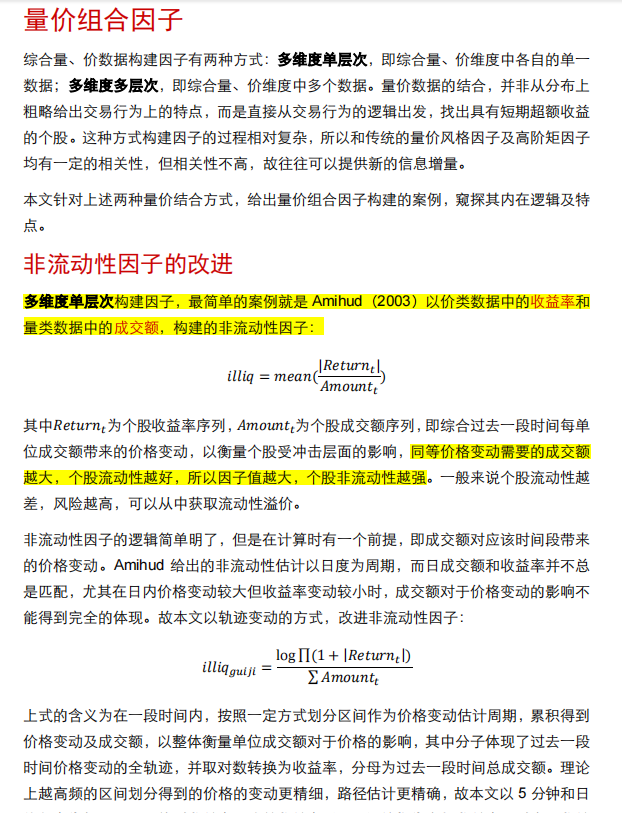 量价组合因子
综合量、价数据构建因子有两种方式：多维度单层次，即综合量、价维度中各自的单一
数据；多维度多层次，即综合量、价维度中多个数据。量价数据的结合，并非从分布上
粗略给出交易行为上的特点，而是直接从交易行为的逻辑出发，找出具有短期超额收益
的个股。这种方式构建因子的过程相对复杂，所以和传统的量价风格因子及高阶矩因子
均有一定的相关性，但相关性不高，故往往可以提供新的信息增量。
本文针对上述两种量价结合方式，给出量价组合因子构建的案例，窥探其内在逻辑及特
点。
非流动性因子的改进
多维度单层次构建因子，最简单的案例就是 Amihud（2003）以价类数据中的收益率和
量类数据中的成交额，构建的非流动性因子：
illiq = mean(|Return_t| / Amount_t)
其中Return_t为个股收益率序列，Amount_t为个股成交额序列，即综合过去一段时间每单
位成交额带来的价格变动，以衡量个股受冲击层面的影响，同等价格变动需要的成交额
越大，个股流动性越好，所以因子值越大，个股非流动性越强。一般来说个股流动性越
差，风险越高，可以从中获取流动性溢价。
非流动性因子的逻辑简单明了，但是在计算时有一个前提，即成交额对应该时间段带来
的价格变动。Amihud 给出的非流动性估计以日度为周期，而日成交额和收益率并不总
是匹配，尤其在日内价格变动较大但收益率变动较小时，成交额对于价格变动的影响不
能得到完全的体现。故本文以轨迹变动的方式，改进非流动性因子：
illiq_guiji = log∏(1 + |Return_t|) / ∑ Amount_t
上式的含义为在一段时间内，按照一定方式划分区间作为价格变动估计周期，累积得到
价格变动及成交额，以整体衡量单位成交额对于价格的影响，其中分子体现了过去一段
时间价格变动的全轨迹，并取对数转换为收益率，分母为过去一段时间总成交额。理论
上越高频的区间划分得到的价格的变动更精细，路径估计更精确，故本文以 5 分钟和日